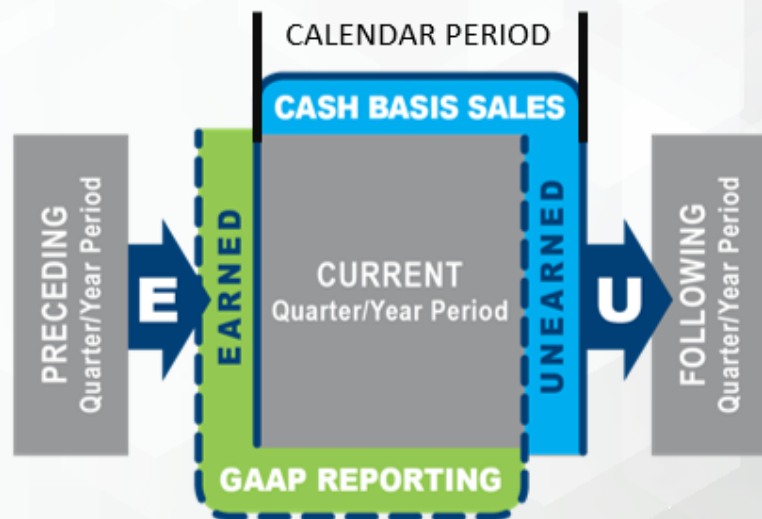 CALENDAR PERIOD
CASH BASIS SALES
PRECEDING
Quarter/Year Period
E
EARNED
CURRENT
Quarter/Year Period
UNEARNED
U
FOLLOWING
Quarter/Year Period
GAAP REPORTING